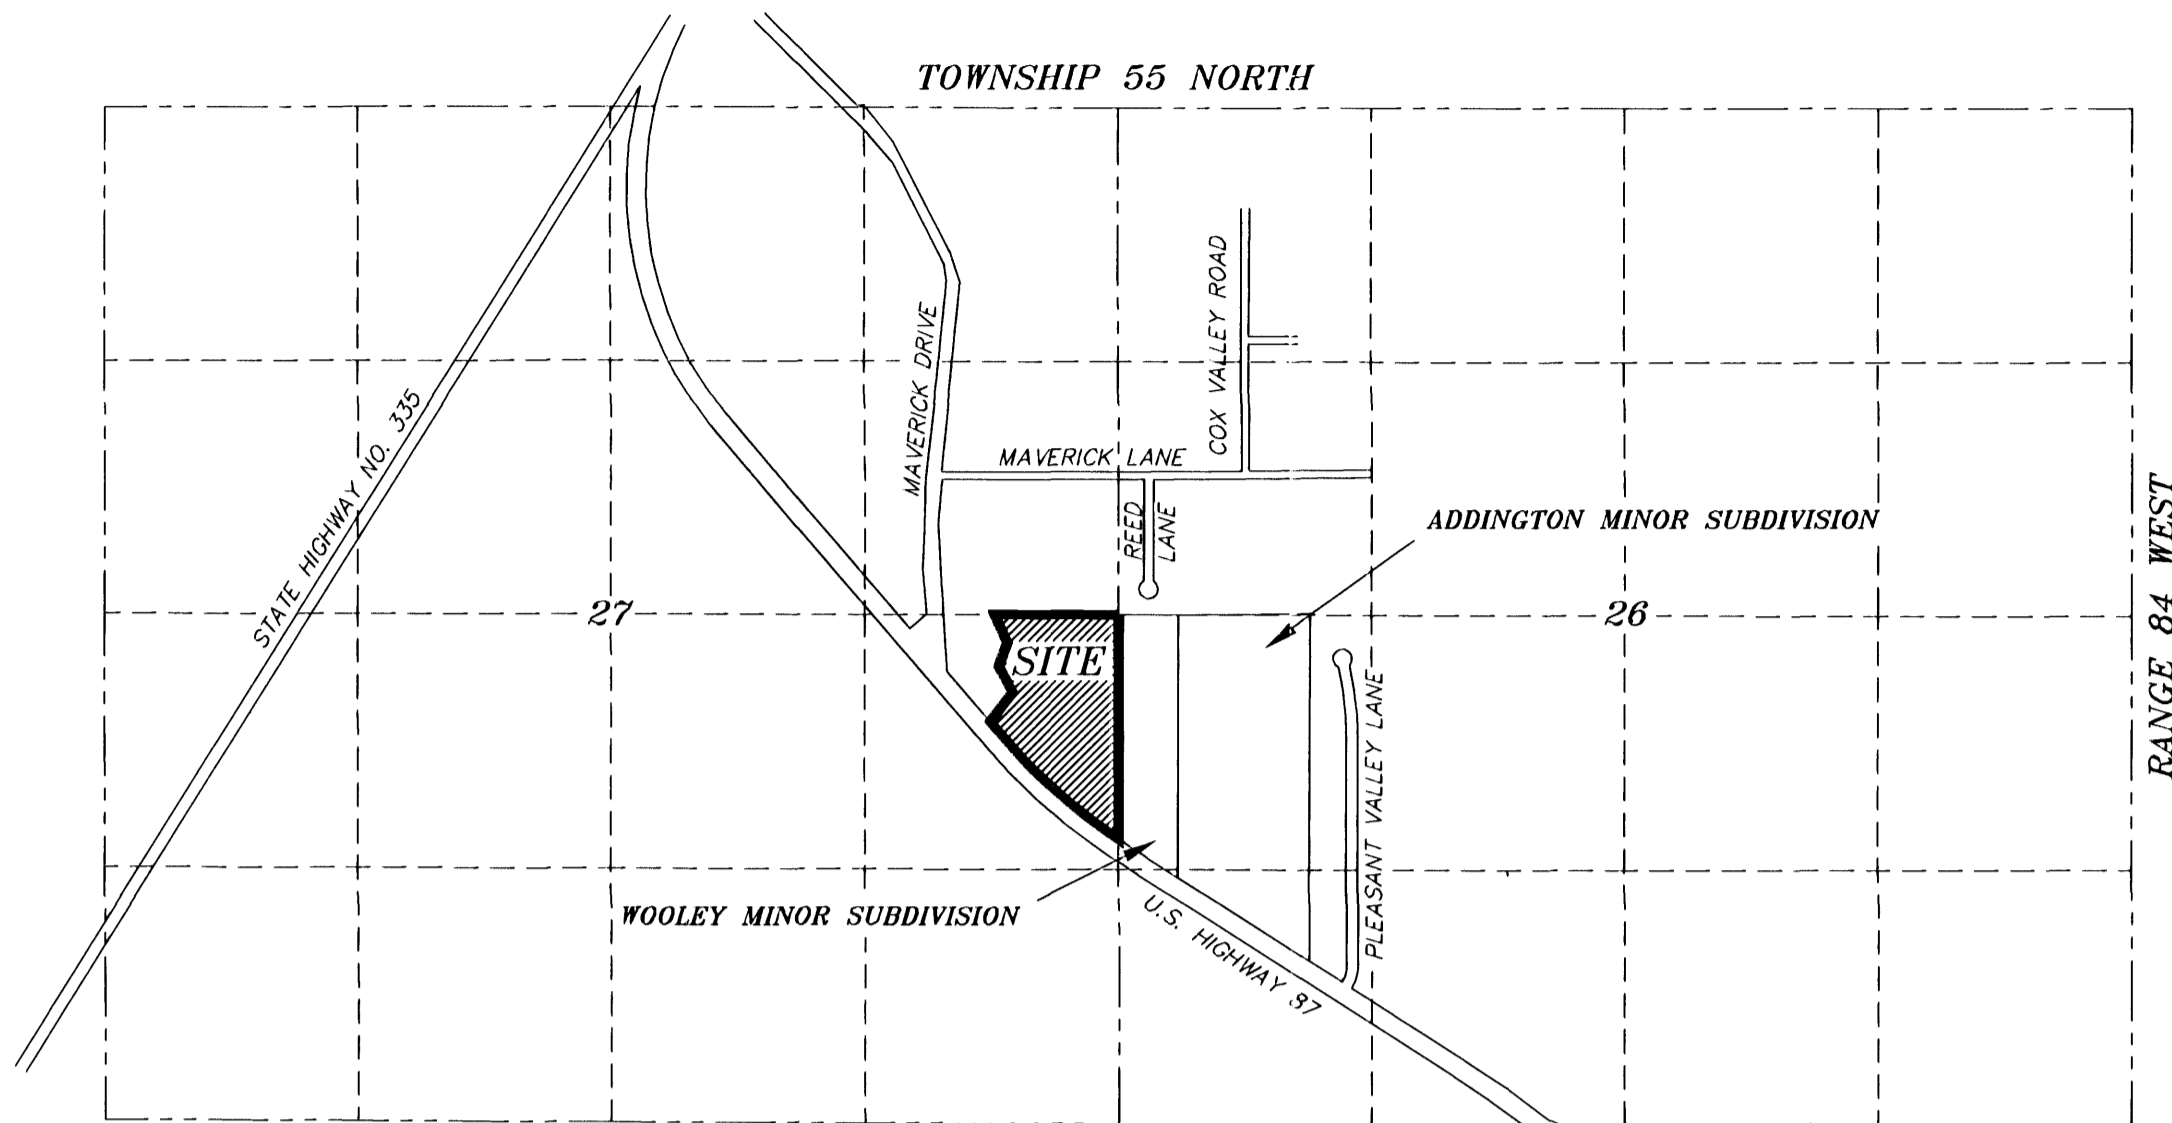 TOWNSHIP 55 NORTH
COX VALLEY ROAD
MAVERICK DRIVE
STATE HIGHWAY NO. 335
MAVERICK LANE
REED
LANE
ADDINGTON MINOR SUBDIVISION
RANGE 84 WEST
27
26
SITE
PLEASANT VALLEY LANE
WOOLEY MINOR SUBDIVISION
U.S. HIGHWAY 87